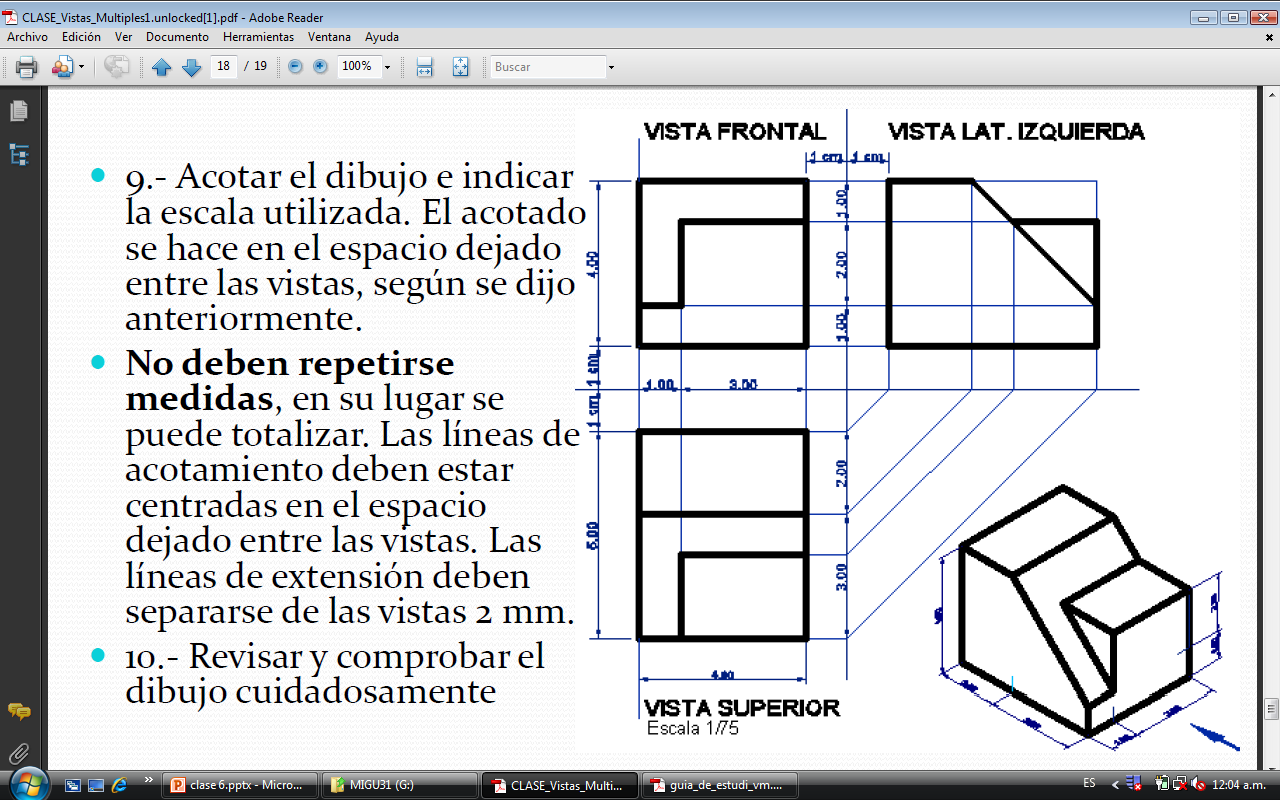 CLASE_Vistas_Multiples1.unlocked[1].pdf - Adobe Reader
Archivo Edición Ver Documento Herramientas Ventana Ayuda
18 / 19 100% Buscar
9.- Acotar el dibujo e indicar
la escala utilizada. El acotado
se hace en el espacio dejado
entre las vistas, según se dijo
anteriormente.
No deben repetirse
medidas, en su lugar se
puede totalizar. Las líneas de
acotamiento deben estar
centradas en el espacio
dejado entre las vistas. Las
líneas de extensión deben
separarse de las vistas 2 mm.
10.- Revisar y comprobar el
dibujo cuidadosamente
VISTA FRONTAL
VISTA LAT. IZQUIERDA
1 cm 1 cm
4.00
1.00
2.00
1.00
1 cm
1 cm
1.00 3.00
5.00
2.00
3.00
4.00
VISTA SUPERIOR
Escala 1/75
clase 6.pptx - Micro...
MIGU31 (G:)
CLASE_Vistas_Multi...
guia_de_estudi_vm....
ES
12:04 a.m.